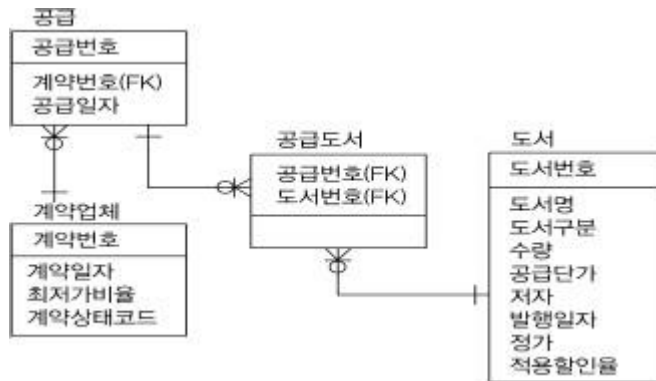 공급
공급번호
계약번호(FK)
공급일자
계약업체
계약번호
계약일자
최저가비율
계약상태코드
공급도서
공급번호(FK)
도서번호(FK)
도서
도서번호
도서명
도서구분
수량
공급단가
저자
발행일자
정가
적용할인율